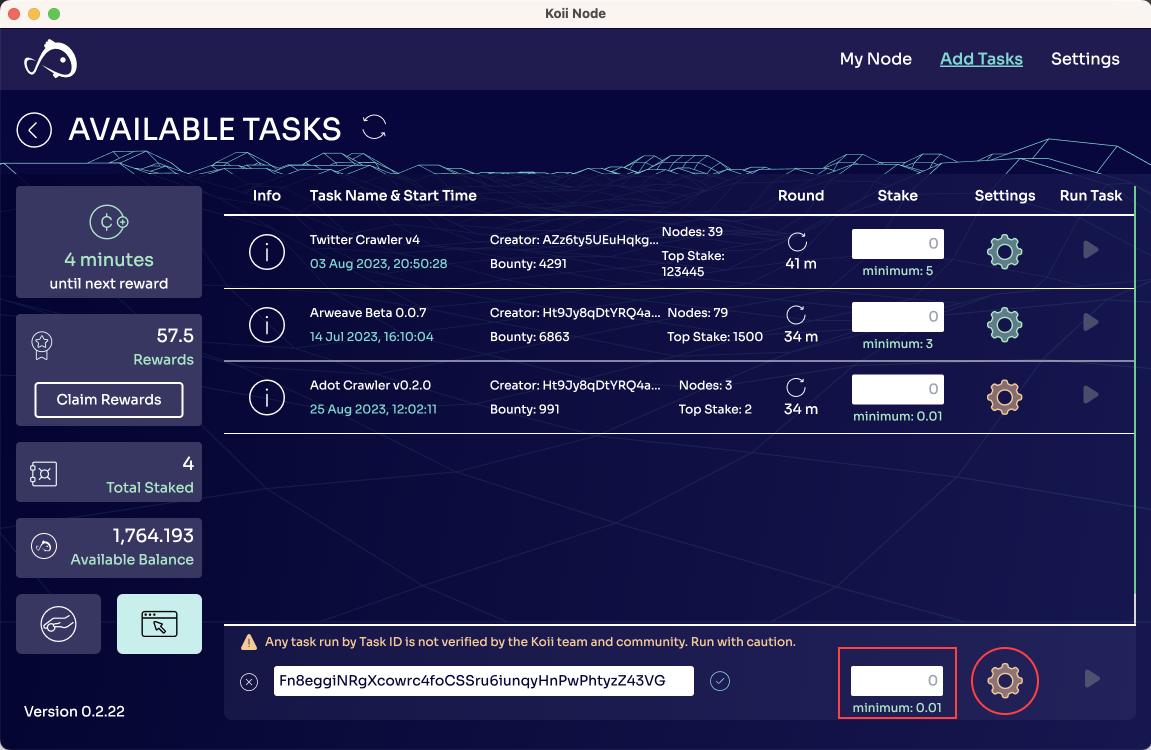 Koii Node
My Node Add Tasks Settings
AVAILABLE TASKS
4 minutes
until next reward
57.5
Rewards
Claim Rewards
4
Total Staked
1,764.193
Available Balance
Version 0.2.22
Info Task Name & Start Time Round Stake Settings Run Task
Twitter Crawler v4
03 Aug 2023, 20:50:28
Creator: AZz6ty5UEuHqkg...
Bounty: 4291
Nodes: 39
Top Stake:
123445
41 m
0
minimum: 5
Arweave Beta 0.0.7
14 Jul 2023, 16:10:04
Creator: Ht9Jy8qDtYRQ4a...
Bounty: 6863
Nodes: 79
Top Stake: 1500
34 m
0
minimum: 3
Adot Crawler v0.2.0
25 Aug 2023, 12:02:11
Creator: Ht9Jy8qDtYRQ4a...
Bounty: 991
Nodes: 3
Top Stake: 2
34 m
0
minimum: 0.01
Any task run by Task ID is not verified by the Koii team and community. Run with caution.
Fn8eggiNRgXcowrc4foCSSru6iunqyHnPwPhtyzZ43VG
0
minimum: 0.01